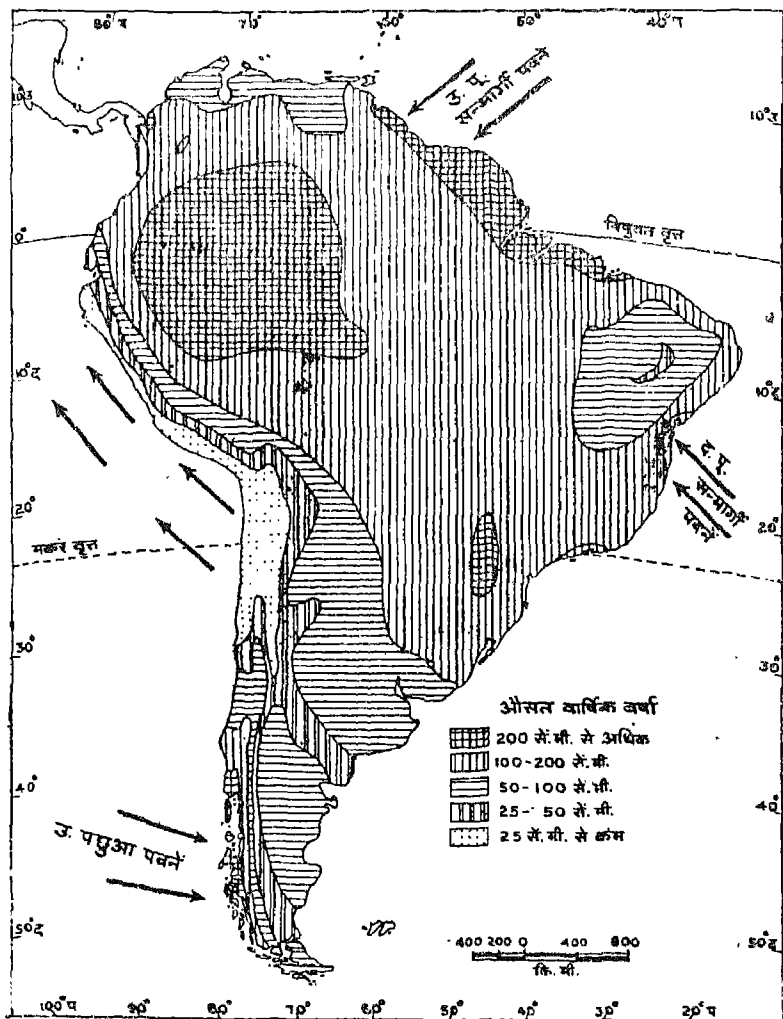 80°प 70° 60° 50° 40°प
उ. पू.
सन्मार्गी पवनें
10°उ 10°उ
विषुवत वृत्त
0° 0
10°द 10°द
द. पू.
सन्मार्गी
पवनें
20° 20°
मकर वृत्त
30° 30°
औसत वार्षिक वर्षा
200 सें.मी. से अधिक
100-200 सें.मी.
50-100 सें.मी.
25-50 सें.मी.
25 सें.मी. से कम
40° 40°
उ. पछुआ पवनें
50°द 50°द
400 200 0 400 800
कि. मी.
100°प 90° 80° 70° 60° 50° 40° 30° 20°प